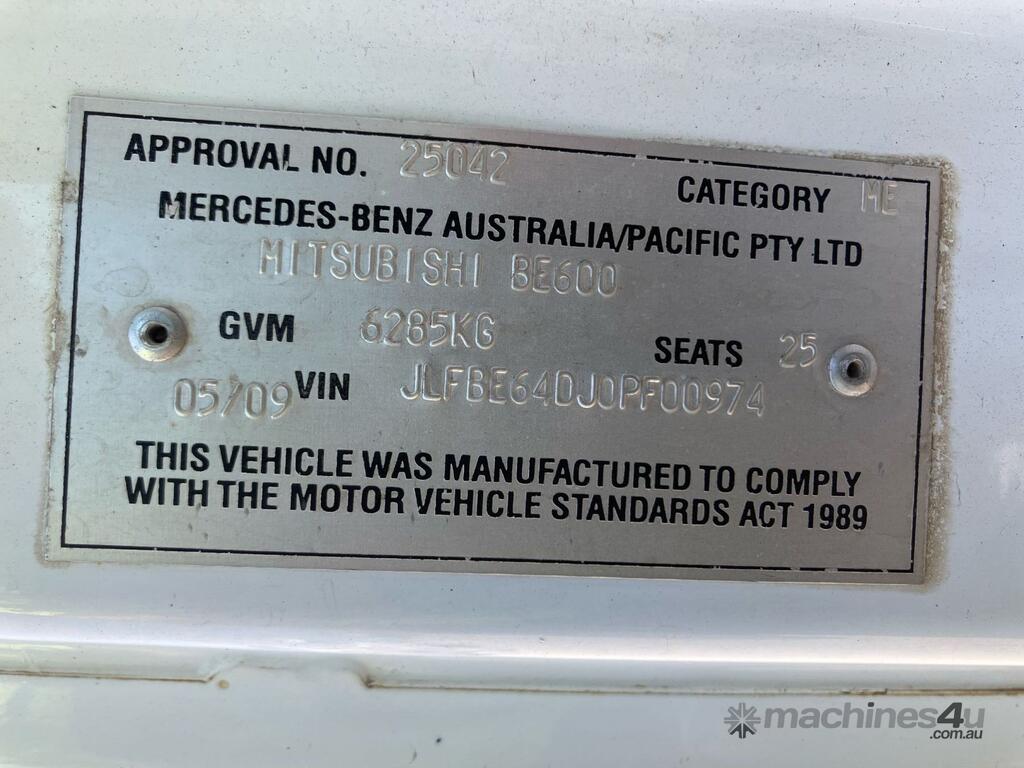 APPROVAL NO. 25042 CATEGORY ME
MERCEDES-BENZ AUSTRALIA/PACIFIC PTY LTD
MITSUBISHI BE600
GVM 6285KG SEATS 25
05/09 VIN JLFBE64DJ0PF00974
THIS VEHICLE WAS MANUFACTURED TO COMPLY
WITH THE MOTOR VEHICLE STANDARDS ACT 1989
machines4u
.com.au